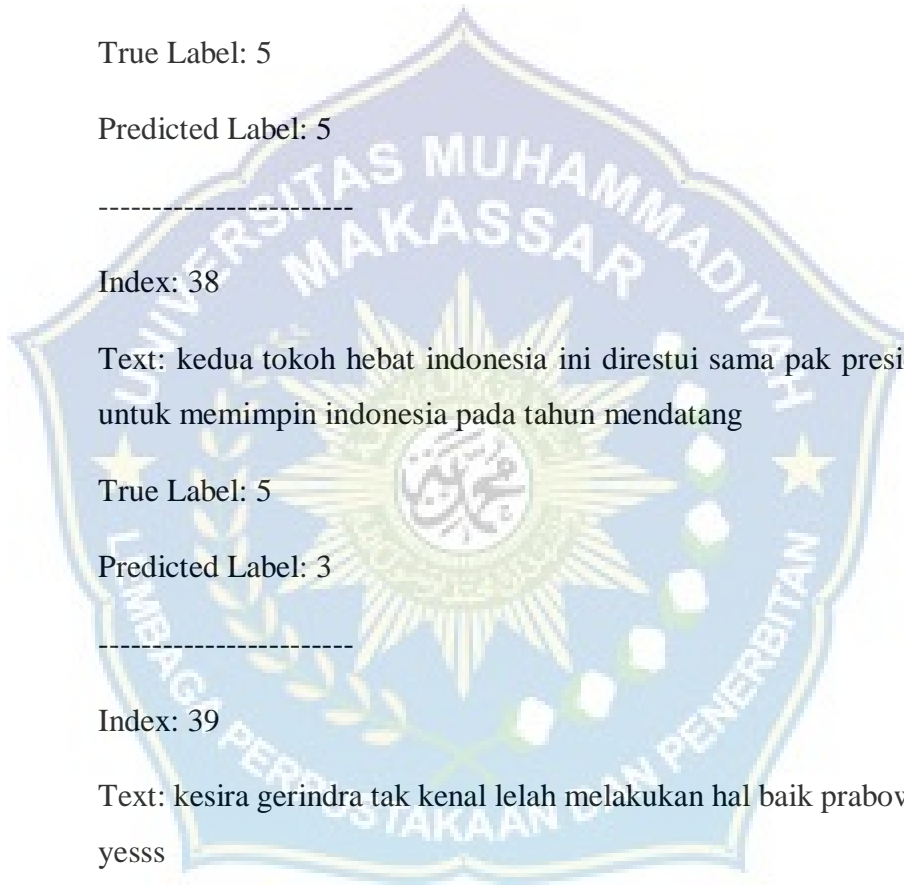 True Label: 5
Predicted Label: 5
------------------------
Index: 38
Text: kedua tokoh hebat indonesia ini direstui sama pak presi
untuk memimpin indonesia pada tahun mendatang
True Label: 5
Predicted Label: 3
------------------------
Index: 39
Text: kesira gerindra tak kenal lelah melakukan hal baik prabow
yesss
UNIVERSITAS MUHAMMADIYAH
MAKASSAR
LEMBAGA PERPUSTAKAAN DAN PENERBITAN